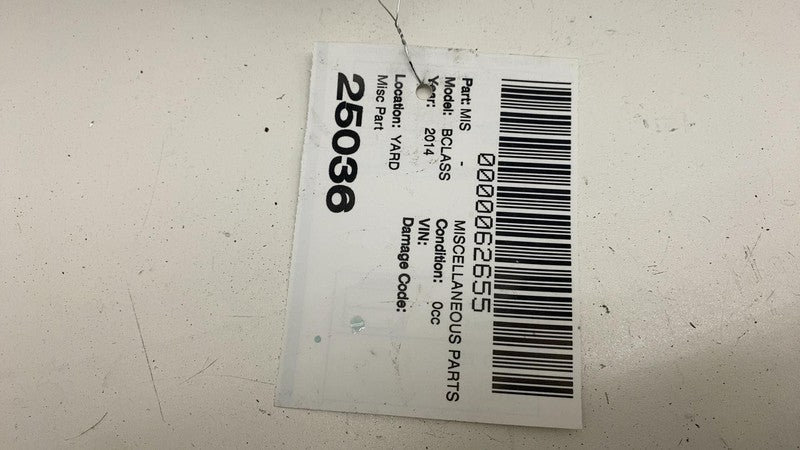 0000062655
Part: MIS - MISCELLANEOUS PARTS
Model: BCLASS Condition: 0cc
Year: 2014 VIN:
Damage Code:
Location: YARD
Misc Part
25036